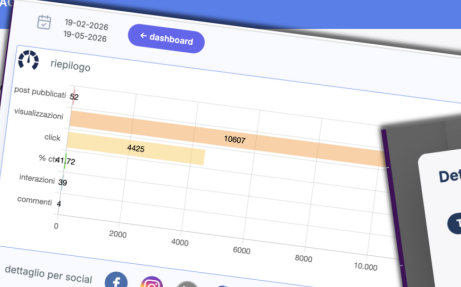 19-02-2026
19-05-2026
← dashboard
riepilogo
post pubblicati 52
visualizzazioni 10607
click 4425
% ctr 41,72
interazioni 39
commenti 4
0 2000 4000 6000 8000 10.000
dettaglio per social